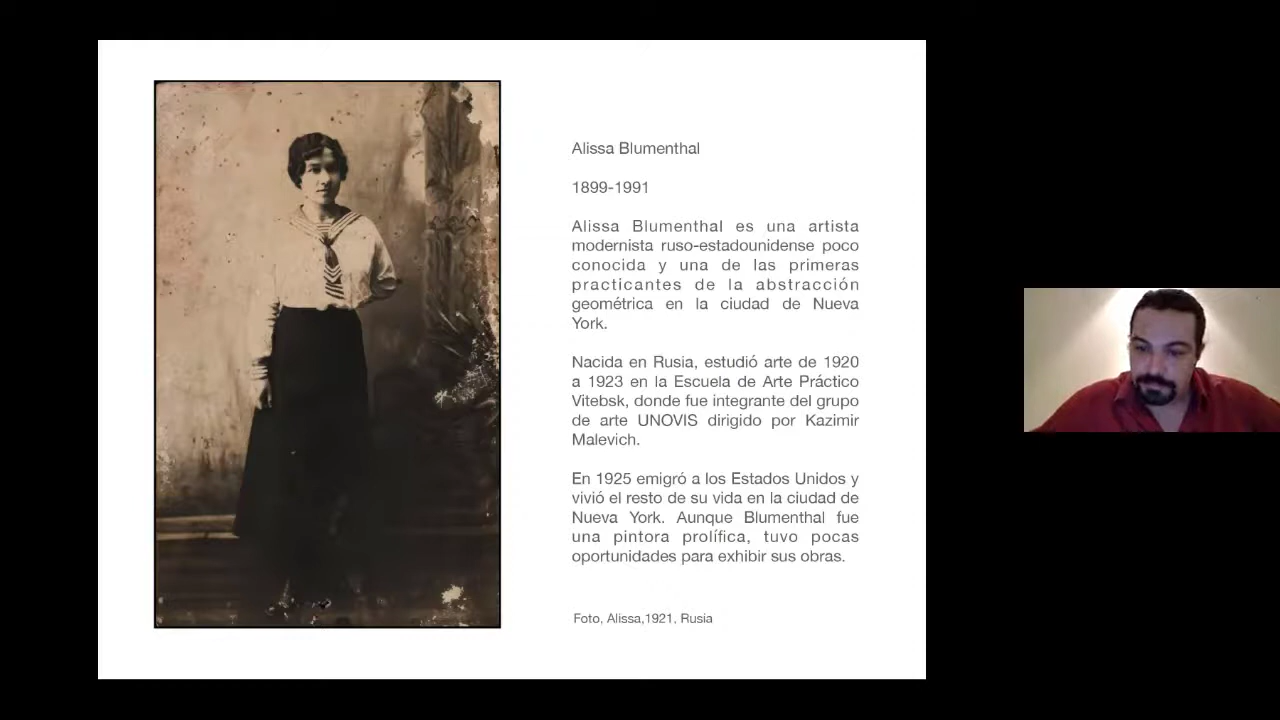 Alissa Blumenthal
1899-1991
Alissa Blumenthal es una artista
modernista ruso-estadounidense poco
conocida y una de las primeras
practicantes de la abstracción
geométrica en la ciudad de Nueva
York.
Nacida en Rusia, estudió arte de 1920
a 1923 en la Escuela de Arte Práctico
Vitebsk, donde fue integrante del grupo
de arte UNOVIS dirigido por Kazimir
Malevich.
En 1925 emigró a los Estados Unidos y
vivió el resto de su vida en la ciudad de
Nueva York. Aunque Blumenthal fue
una pintora prolífica, tuvo pocas
oportunidades para exhibir sus obras.
Foto, Alissa,1921, Rusia